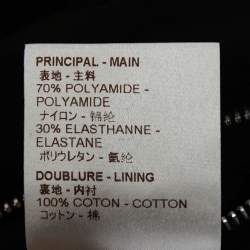 PRINCIPAL - MAIN
表地 - 主料
70% POLYAMIDE -
POLYAMIDE
ナイロン - 锦纶
30% ELASTHANNE -
ELASTANE
ポリウレタン - 氨纶
DOUBLURE - LINING
裏地 - 内衬
100% COTON - COTTON
コットン - 棉